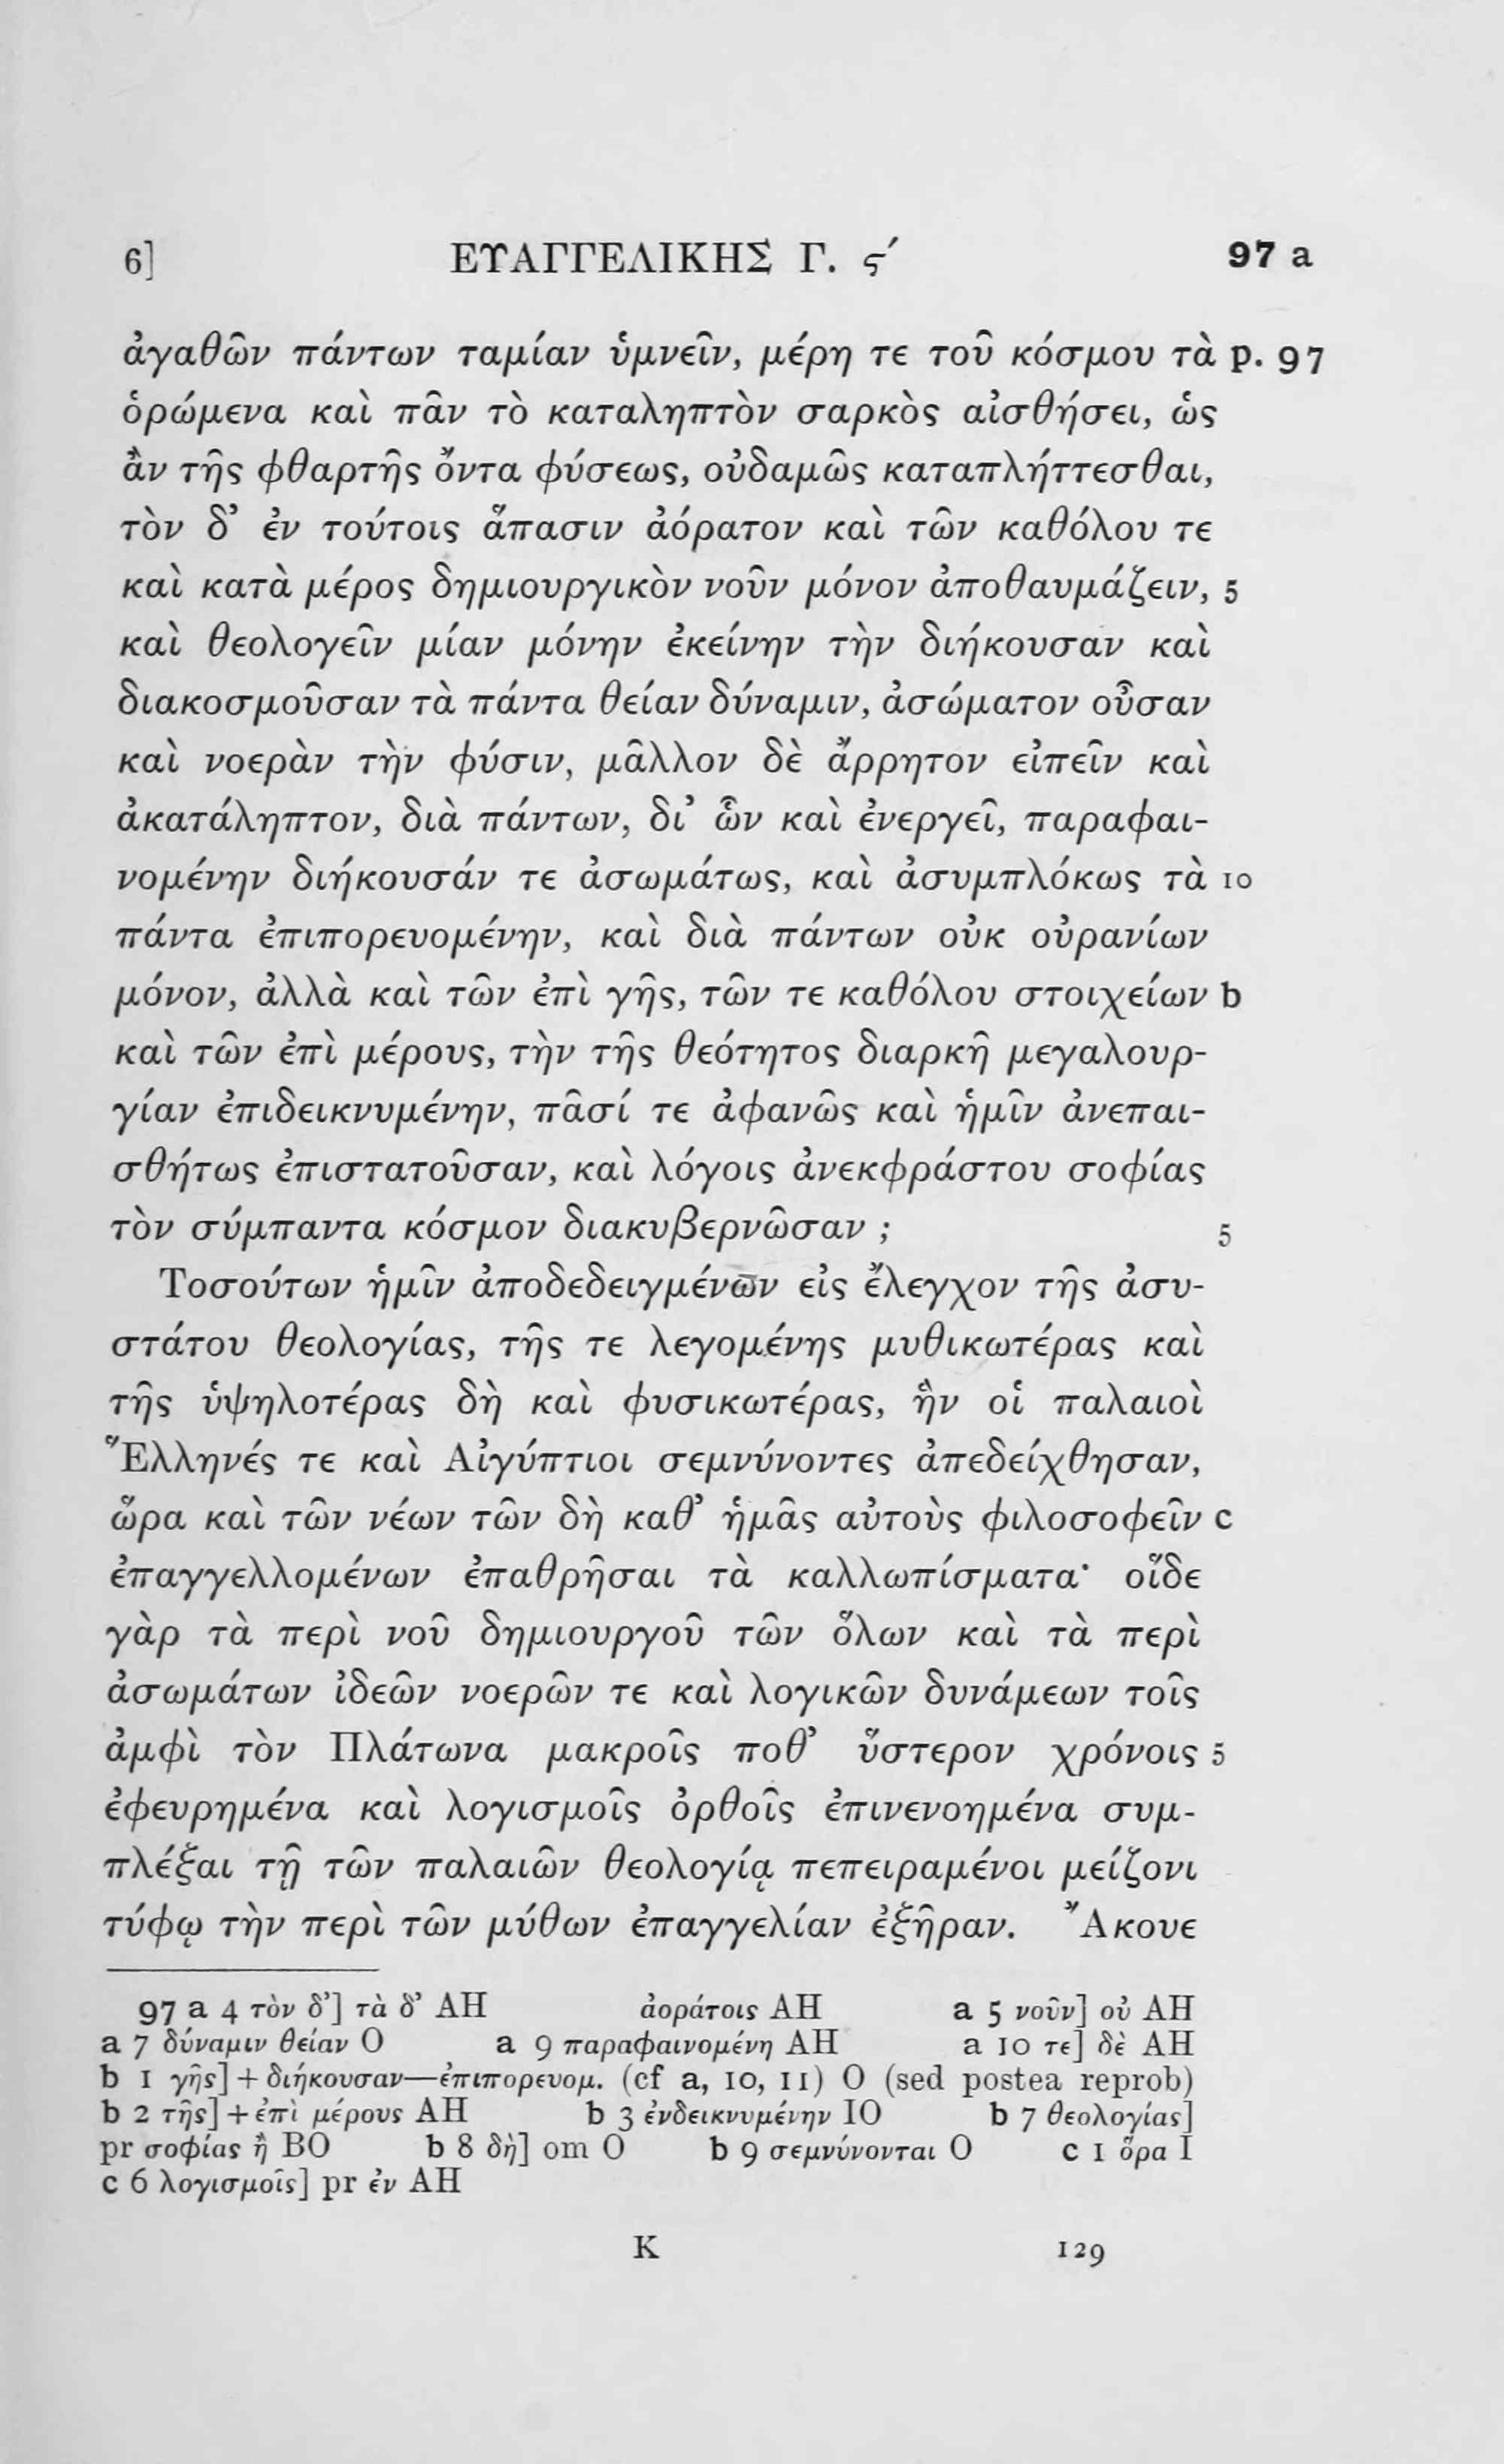 6] ΕΥΑΓΓΕΛΙΚΗΣ Γ. ϛ′ 97 a
ἀγαθῶν πάντων ταμίαν ὑμνεῖν, μέρη τε τοῦ κόσμου τὰ p. 97
ὁρώμενα καὶ πᾶν τὸ καταληπτὸν σαρκὸς αἰσθήσει, ὡς
ἂν τῆς φθαρτῆς ὄντα φύσεως, οὐδαμῶς καταπλήττεσθαι,
τὸν δ’ ἐν τούτοις ἅπασιν ἀόρατον καὶ τῶν καθόλου τε
καὶ κατὰ μέρος δημιουργικὸν νοῦν μόνον ἀποθαυμάζειν, 5
καὶ θεολογεῖν μίαν μόνην ἐκείνην τὴν διήκουσαν καὶ
διακοσμοῦσαν τὰ πάντα θείαν δύναμιν, ἀσώματον οὖσαν
καὶ νοερὰν τὴν φύσιν, μᾶλλον δὲ ἄρρητον εἰπεῖν καὶ
ἀκατάληπτον, διὰ πάντων, δι’ ὧν καὶ ἐνεργεῖ, παραφαι-
νομένην διήκουσάν τε ἀσωμάτως, καὶ ἀσυμπλόκως τὰ 10
πάντα ἐπιπορευομένην, καὶ διὰ πάντων οὐκ οὐρανίων
μόνον, ἀλλὰ καὶ τῶν ἐπὶ γῆς, τῶν τε καθόλου στοιχείων b
καὶ τῶν ἐπὶ μέρους, τὴν τῆς θεότητος διαρκῆ μεγαλουρ-
γίαν ἐπιδεικνυμένην, πᾶσί τε ἀφανῶς καὶ ἡμῖν ἀνεπαι-
σθήτως ἐπιστατοῦσαν, καὶ λόγοις ἀνεκφράστου σοφίας
τὸν σύμπαντα κόσμον διακυβερνῶσαν ; 5
Τοσούτων ἡμῖν ἀποδεδειγμένων εἰς ἔλεγχον τῆς ἀσυ-
στάτου θεολογίας, τῆς τε λεγομένης μυθικωτέρας καὶ
τῆς ὑψηλοτέρας δὴ καὶ φυσικωτέρας, ἣν οἱ παλαιοὶ
Ἕλληνές τε καὶ Αἰγύπτιοι σεμνύνοντες ἀπεδείχθησαν,
ὥρα καὶ τῶν νέων τῶν δὴ καθ’ ἡμᾶς αὐτοὺς φιλοσοφεῖν c
ἐπαγγελλομένων ἐπαθρῆσαι τὰ καλλωπίσματα· οἵδε
γὰρ τὰ περὶ νοῦ δημιουργοῦ τῶν ὅλων καὶ τὰ περὶ
ἀσωμάτων ἰδεῶν νοερῶν τε καὶ λογικῶν δυνάμεων τοῖς
ἀμφὶ τὸν Πλάτωνα μακροῖς ποθ’ ὕστερον χρόνοις 5
ἐφευρημένα καὶ λογισμοῖς ὀρθοῖς ἐπινενοημένα συμ-
πλέξαι τῇ τῶν παλαιῶν θεολογίᾳ πεπειραμένοι μείζονι
τύφῳ τὴν περὶ τῶν μύθων ἐπαγγελίαν ἐξῆραν. Ἄκουε
97 a 4 τὸν δ’] τὰ δ’ AH ἀοράτοις AH a 5 νοῦν] οὐ AH
a 7 δύναμιν θείαν O a 9 παραφαινομένη AH a 10 τε] δὲ AH
b 1 γῆς] + διήκουσαν—ἐπιπορευομ. (cf a, 10, 11) O (sed postea reprob)
b 2 τῆς] + ἐπὶ μέρους AH b 3 ἐνδεικνυμένην IO b 7 θεολογίας]
pr σοφίας ἢ BO b 8 δὴ] om O b 9 σεμνύνονται O c 1 ὅρα I
c 6 λογισμοῖς] pr ἐν AH
K 129